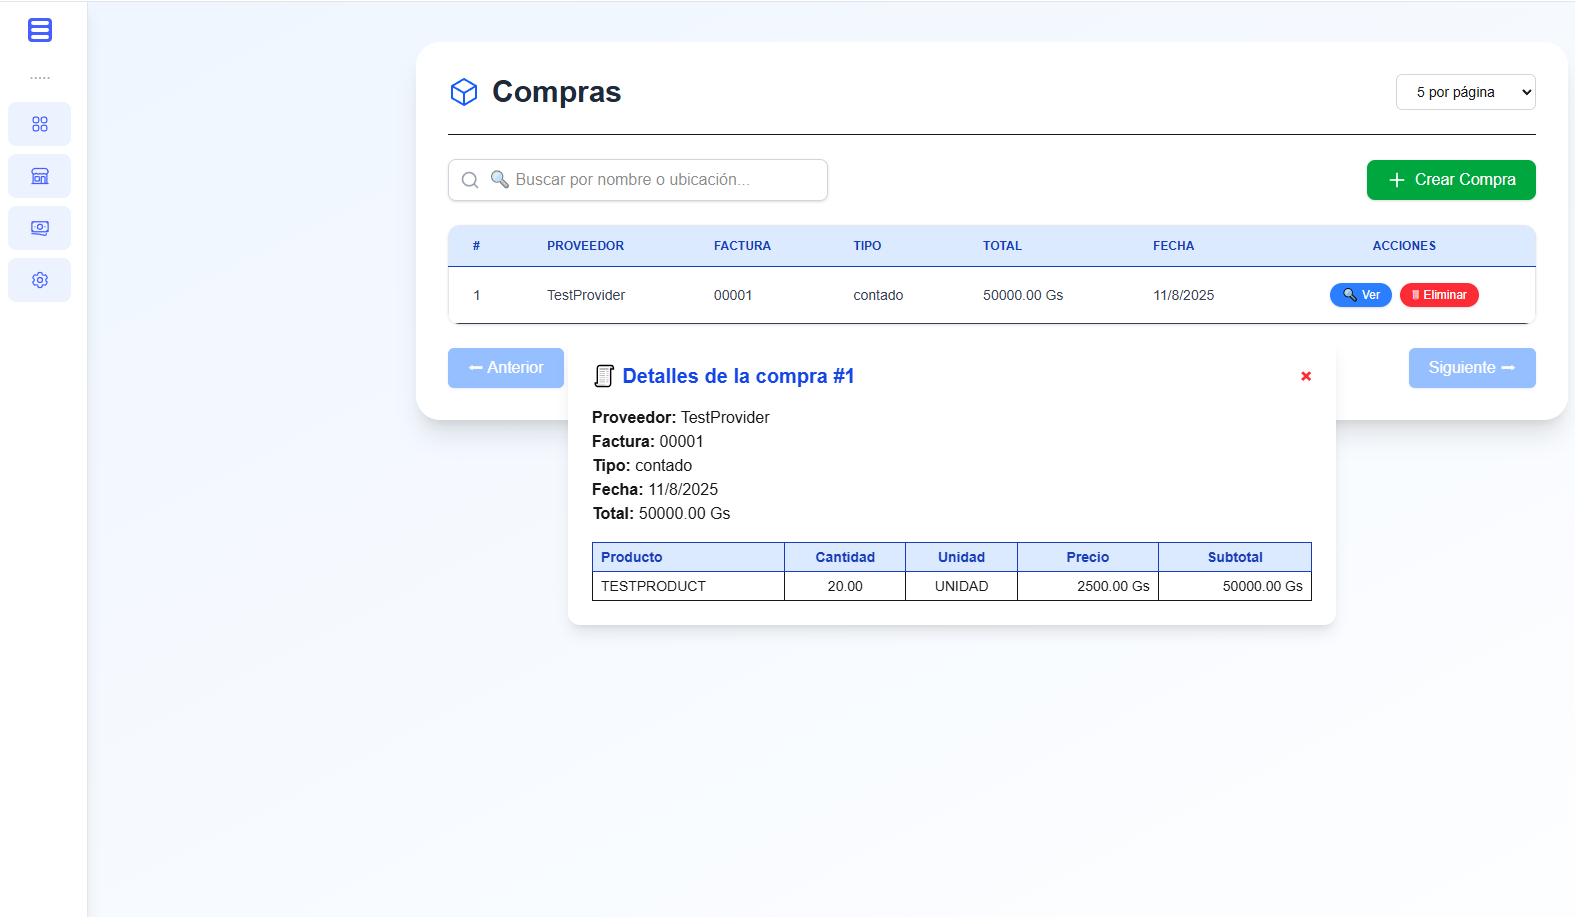 .....
Compras
5 por página
🔍 Buscar por nombre o ubicación...
Crear Compra
# PROVEEDOR FACTURA TIPO TOTAL FECHA ACCIONES
1 TestProvider 00001 contado 50000.00 Gs 11/8/2025 🔍 Ver Eliminar
⬅ Anterior
Siguiente ➡
Detalles de la compra #1
Proveedor: TestProvider
Factura: 00001
Tipo: contado
Fecha: 11/8/2025
Total: 50000.00 Gs
Producto Cantidad Unidad Precio Subtotal
TESTPRODUCT 20.00 UNIDAD 2500.00 Gs 50000.00 Gs